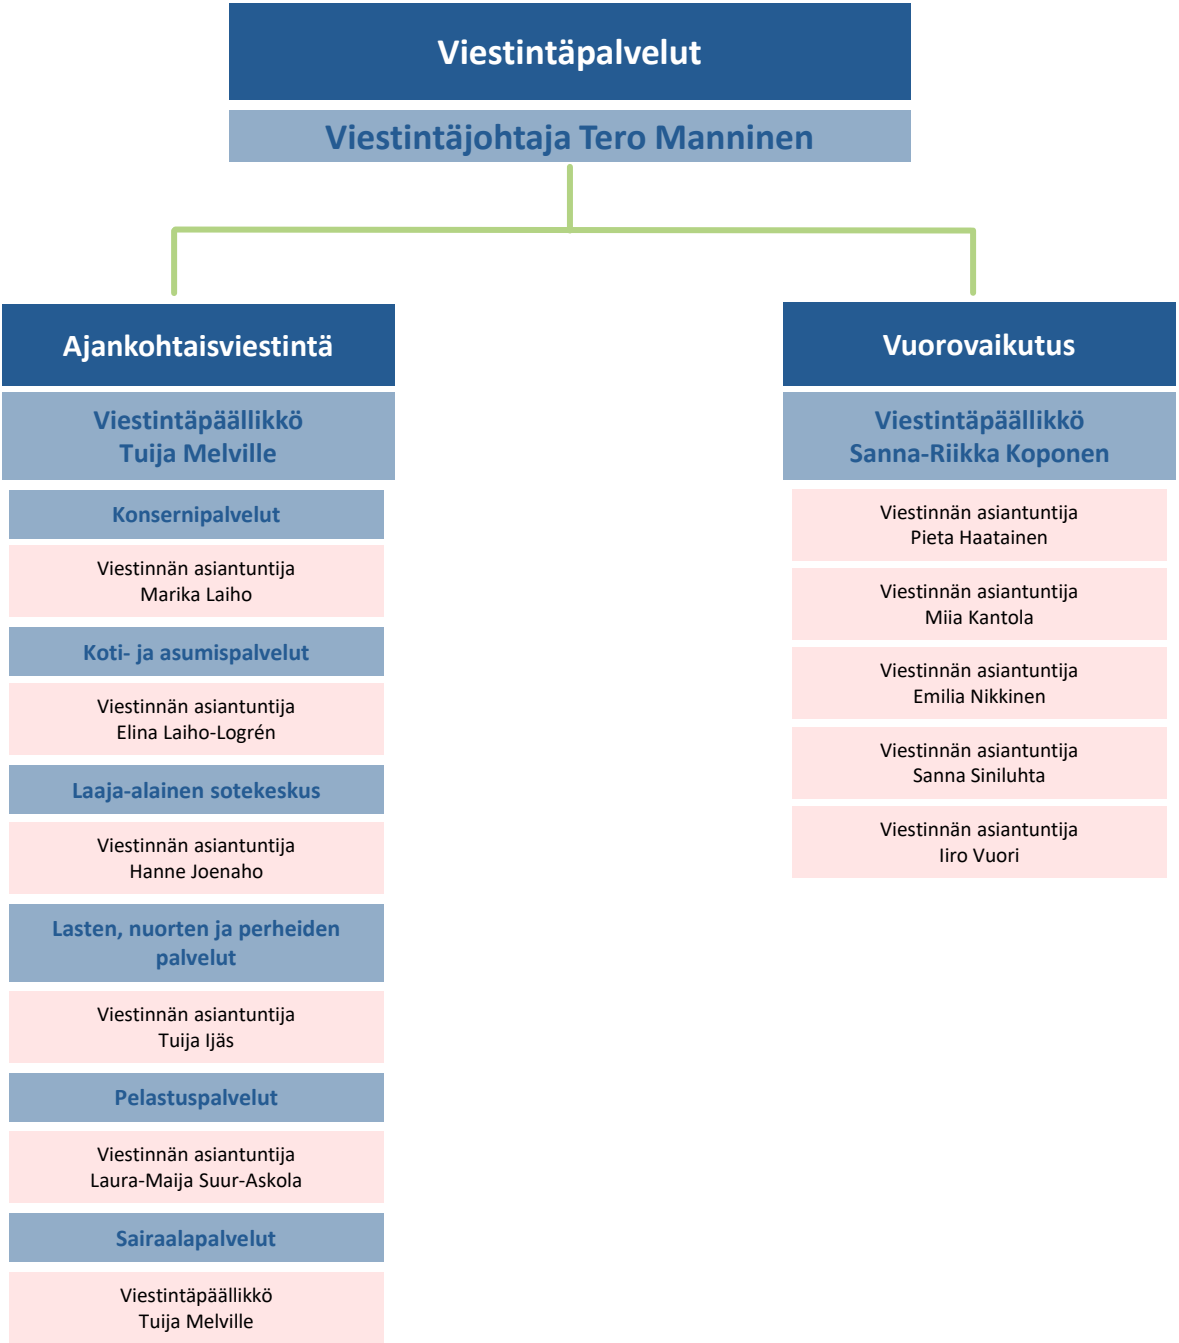 Viestintäpalvelut
Viestintäjohtaja Tero Manninen
Ajankohtaisviestintä
Viestintäpäällikkö
Tuija Melville
Konsernipalvelut
Viestinnän asiantuntija
Marika Laiho
Koti- ja asumispalvelut
Viestinnän asiantuntija
Elina Laiho-Logrén
Laaja-alainen sotekeskus
Viestinnän asiantuntija
Hanne Joenaho
Lasten, nuorten ja perheiden
palvelut
Viestinnän asiantuntija
Tuija Ijäs
Pelastuspalvelut
Viestinnän asiantuntija
Laura-Maija Suur-Askola
Sairaalapalvelut
Viestintäpäällikkö
Tuija Melville
Vuorovaikutus
Viestintäpäällikkö
Sanna-Riikka Koponen
Viestinnän asiantuntija
Pieta Haatainen
Viestinnän asiantuntija
Miia Kantola
Viestinnän asiantuntija
Emilia Nikkinen
Viestinnän asiantuntija
Sanna Siniluhta
Viestinnän asiantuntija
Iiro Vuori